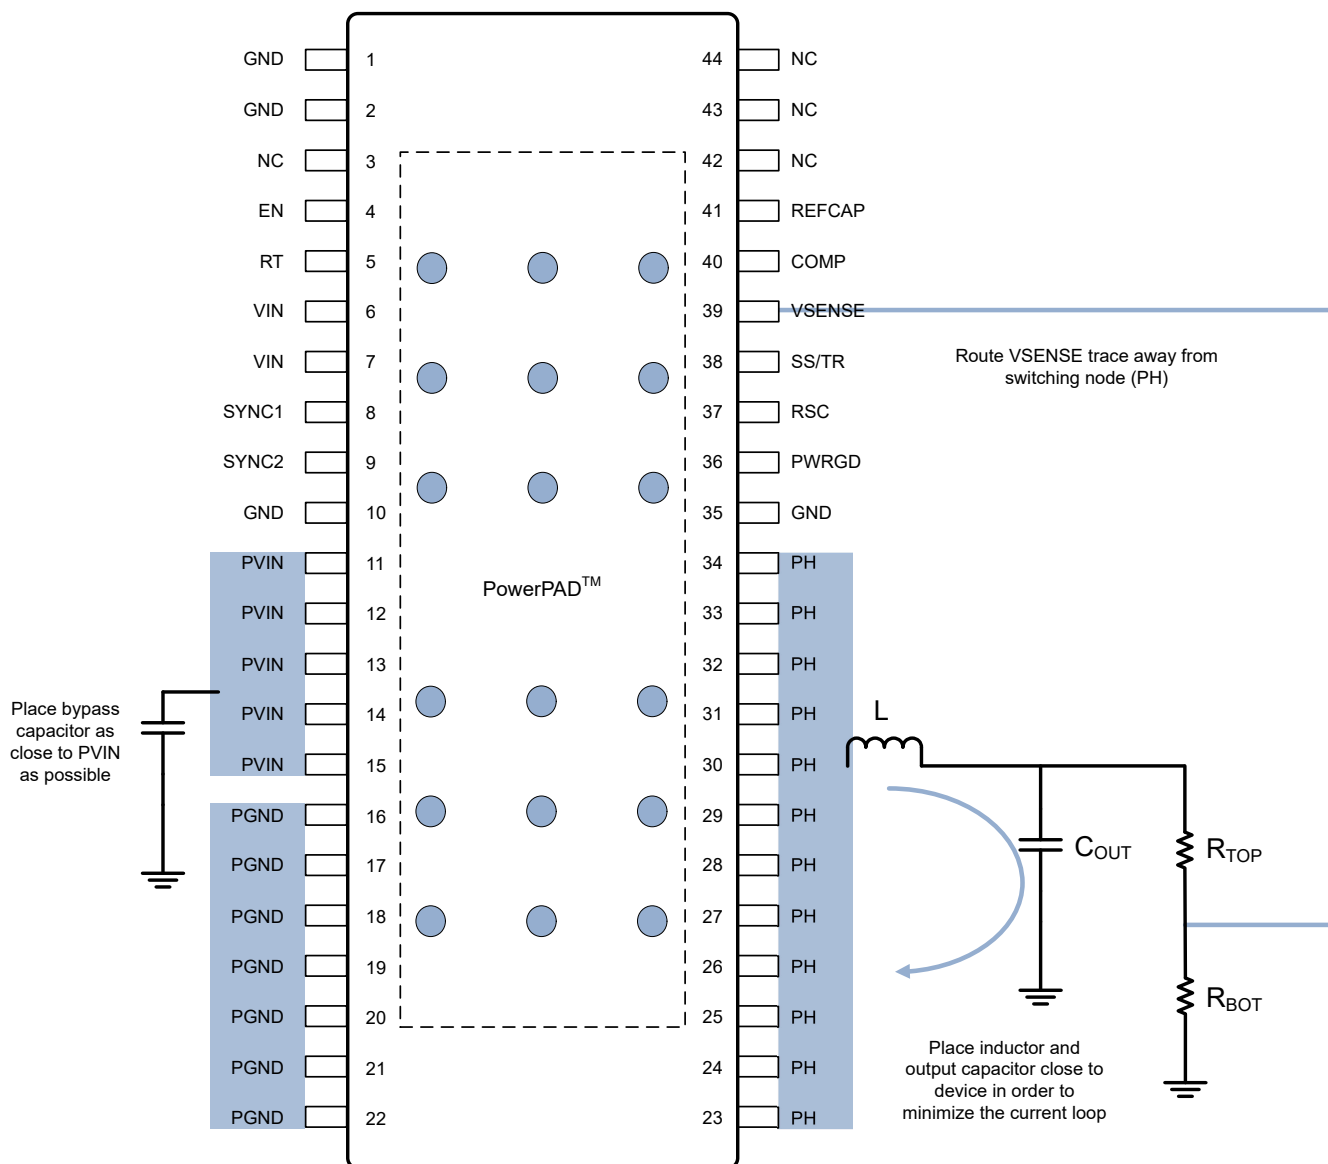 GND 1 44 NC
GND 2 43 NC
NC 3 42 NC
EN 4 41 REFCAP
RT 5 40 COMP
VIN 6 39 VSENSE
VIN 7 38 SS/TR
SYNC1 8 37 RSC
SYNC2 9 36 PWRGD
GND 10 35 GND
PVIN 11 34 PH
PVIN 12 33 PH
PVIN 13 32 PH
PVIN 14 31 PH
PVIN 15 30 PH
PGND 16 29 PH
PGND 17 28 PH
PGND 18 27 PH
PGND 19 26 PH
PGND 20 25 PH
PGND 21 24 PH
PGND 22 23 PH
PowerPAD™
Route VSENSE trace away from
switching node (PH)
Place bypass
capacitor as
close to PVIN
as possible
L
COUT
RTOP
RBOT
Place inductor and
output capacitor close to
device in order to
minimize the current loop